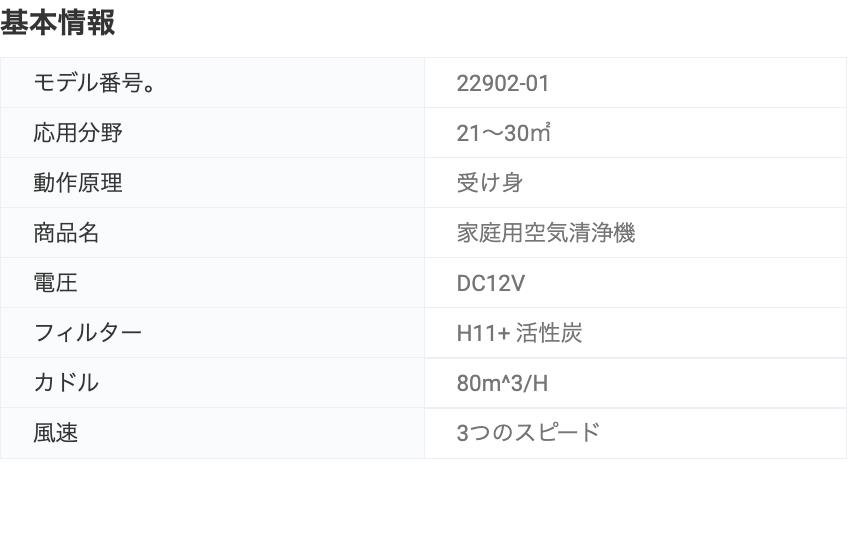 基本情報
モデル番号。 22902-01
応用分野 21～30㎡
動作原理 受け身
商品名 家庭用空気清浄機
電圧 DC12V
フィルター H11+ 活性炭
カドル 80m^3/H
風速 3つのスピード